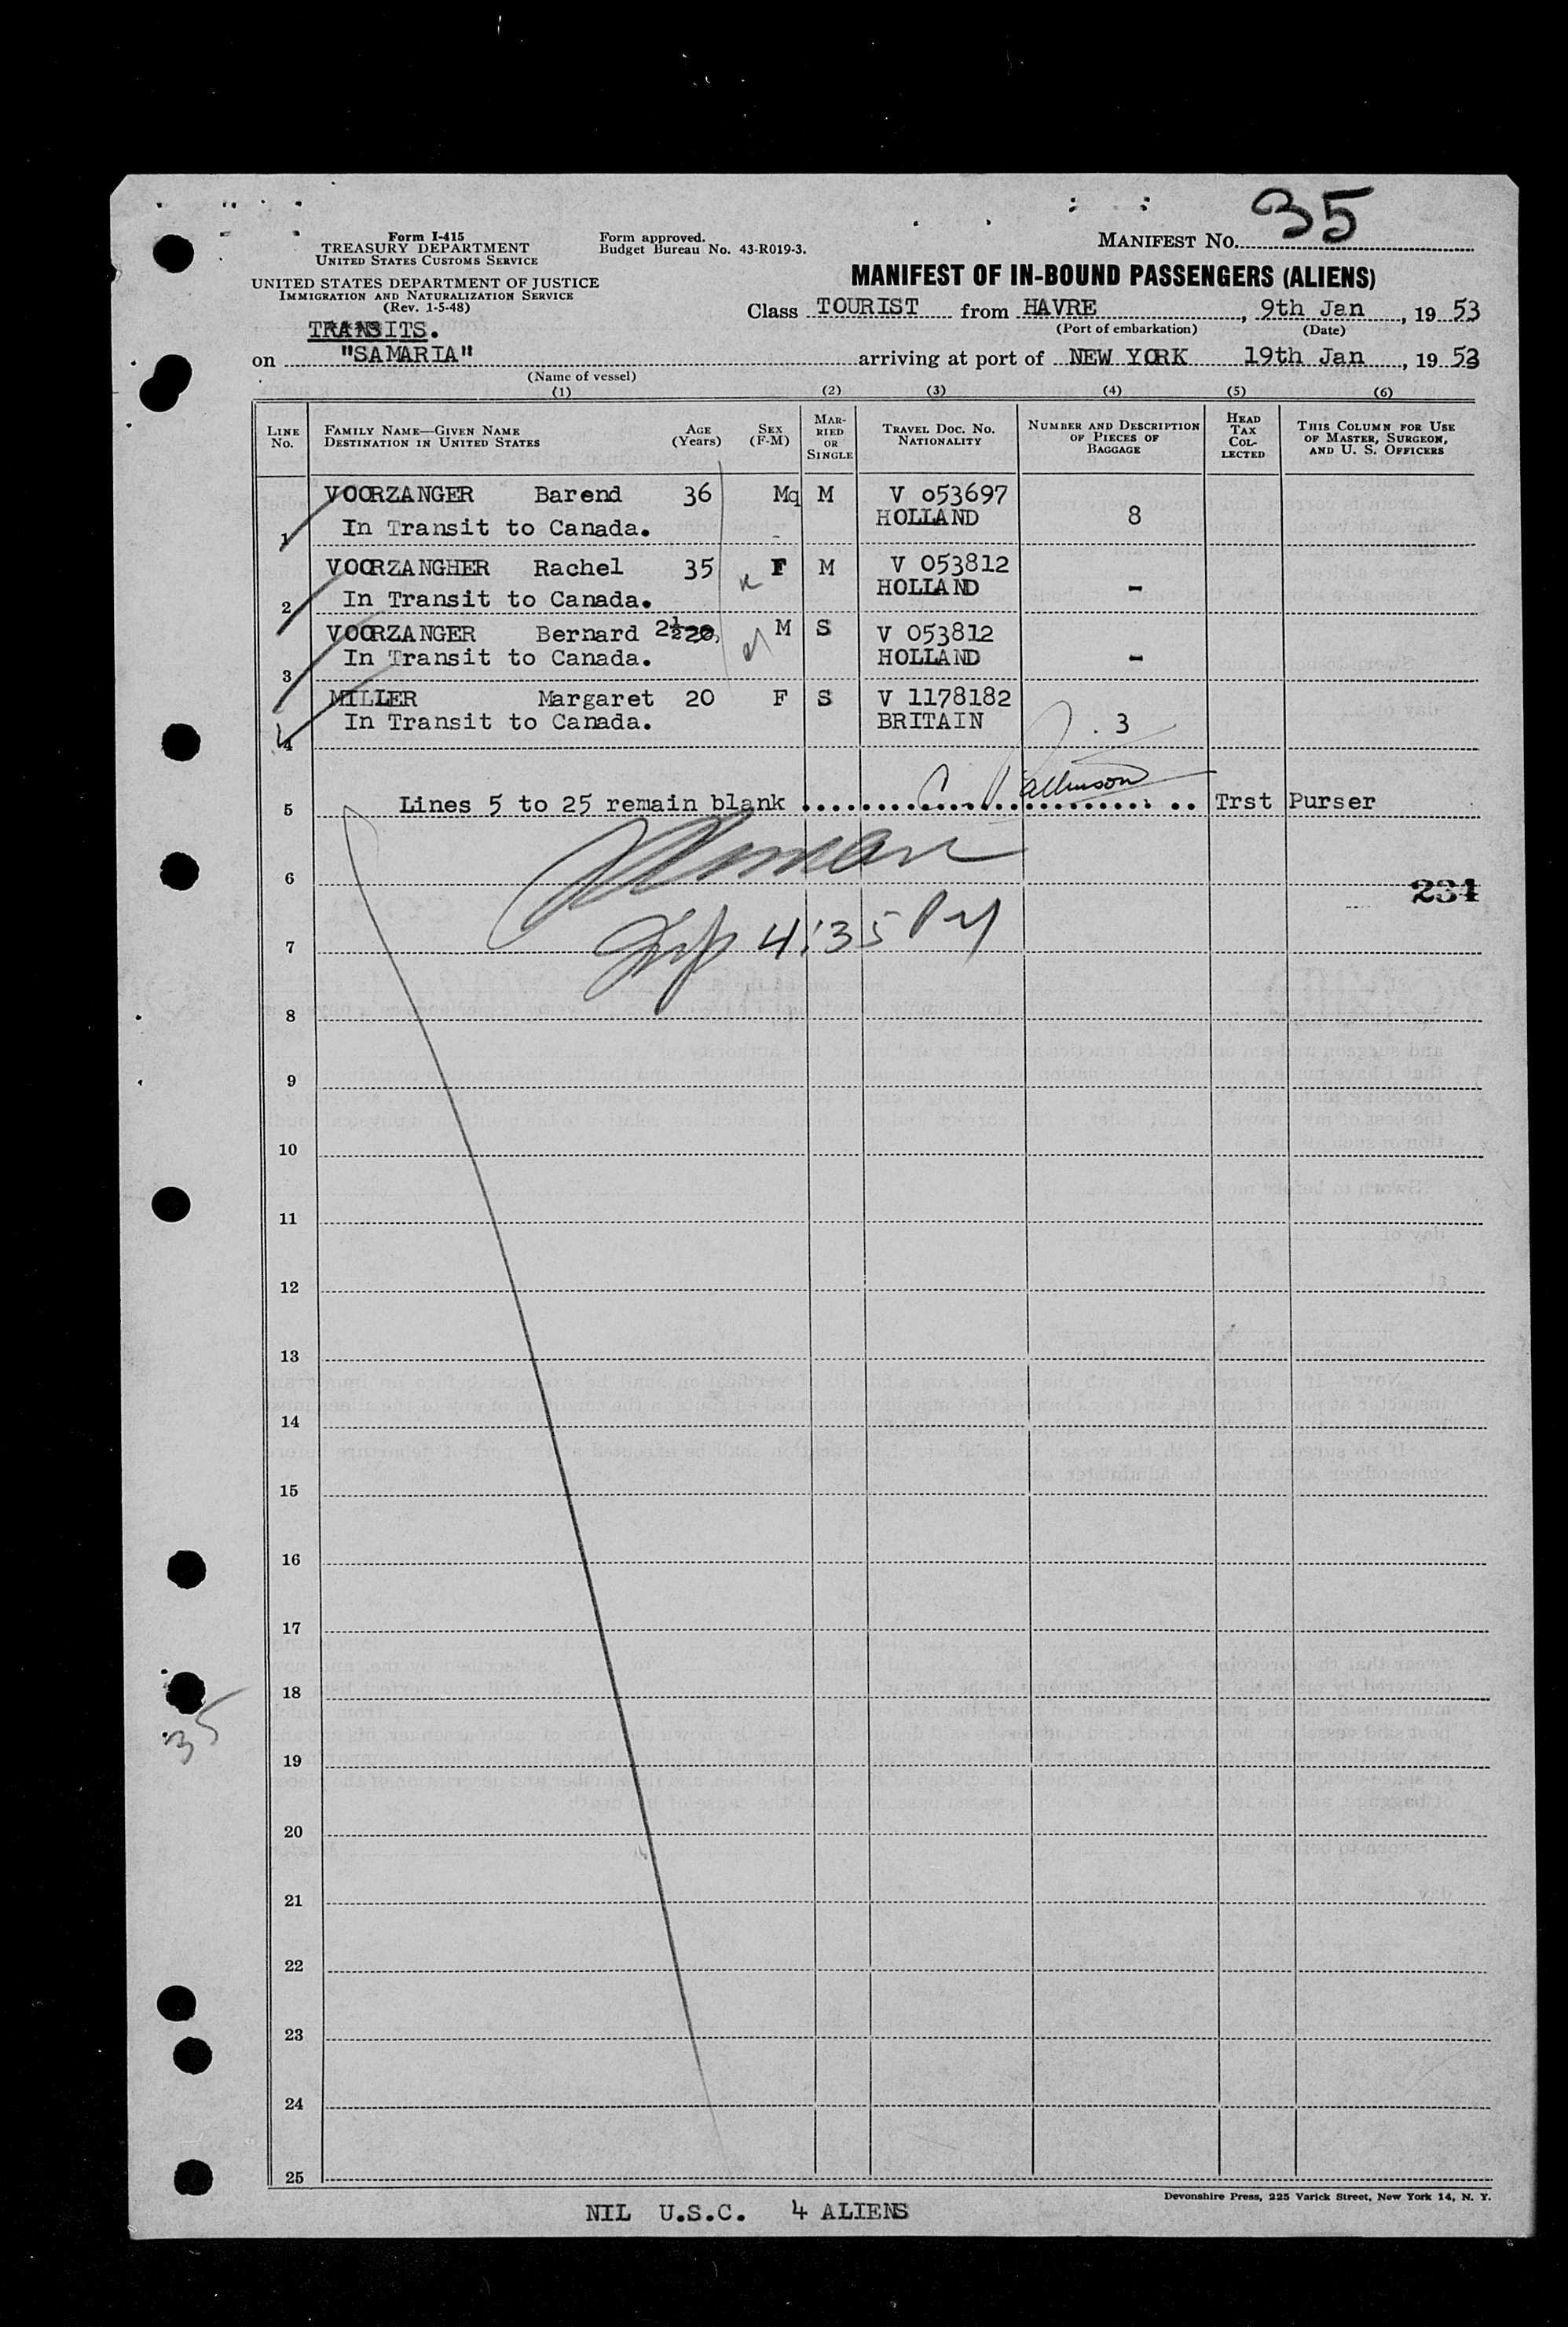 35
Form I-415
TREASURY DEPARTMENT
UNITED STATES CUSTOMS SERVICE
Form approved.
Budget Bureau No. 43-R019-3.
MANIFEST NO. 35
UNITED STATES DEPARTMENT OF JUSTICE
IMMIGRATION AND NATURALIZATION SERVICE
(Rev. 1-5-48)
MANIFEST OF IN-BOUND PASSENGERS (ALIENS)
TRANSITS.
Class TOURIST from HAVRE, 9th Jan, 1953
(Port of embarkation) (Date)
on "SAMARIA" arriving at port of NEW YORK 19th Jan, 1953
(Name of vessel)
(1) (2) (3) (4) (5) (6)
LINE NO. FAMILY NAME—GIVEN NAME DESTINATION IN UNITED STATES AGE (YEARS) SEX (F-M) MARRIED OR SINGLE TRAVEL DOC. NO. NATIONALITY NUMBER AND DESCRIPTION OF PIECES OF BAGGAGE HEAD TAX COLLECTED THIS COLUMN FOR USE OF MASTER, SURGEON, AND U. S. OFFICERS
VOORZANGER Barend 36 Mq M V 053697
1 In Transit to Canada. HOLLAND 8
VOORZANGHER Rachel 35 F M V 053812
2 In Transit to Canada. HOLLAND -
VOORZANGER Bernard 2½ 20, M S V 053812
3 In Transit to Canada. HOLLAND -
MILLER Margaret 20 F S V 1178182
4 In Transit to Canada. BRITAIN 3
5 Lines 5 to 25 remain blank Trst Purser
6
231
7 4:35 PM
8
9
10
11
12
13
14
15
16
17
18
35
19
20
21
22
23
24
25
Devonshire Press, 225 Varick Street, New York 14, N. Y.
NIL U.S.C. 4 ALIENS